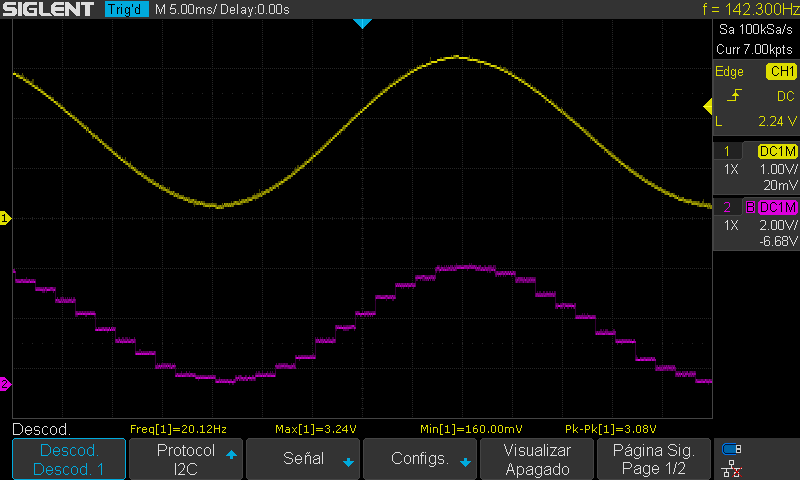 SIGLENT Trig'd M 5.00ms/ Delay:0.00s f = 142.300Hz
Sa 100kSa/s
Curr 7.00kpts
Edge CH1
DC
L 2.24 V
1 DC1M
1X 1.00V/
20mV
2 B DC1M
1X 2.00V/
-6.68V
1
2
Descod. Freq[1]=20.12Hz Max[1]=3.24V Min[1]=160.00mV Pk-Pk[1]=3.08V
Descod.
Descod. 1
Protocol
I2C
Señal
Configs.
Visualizar
Apagado
Página Sig.
Page 1/2